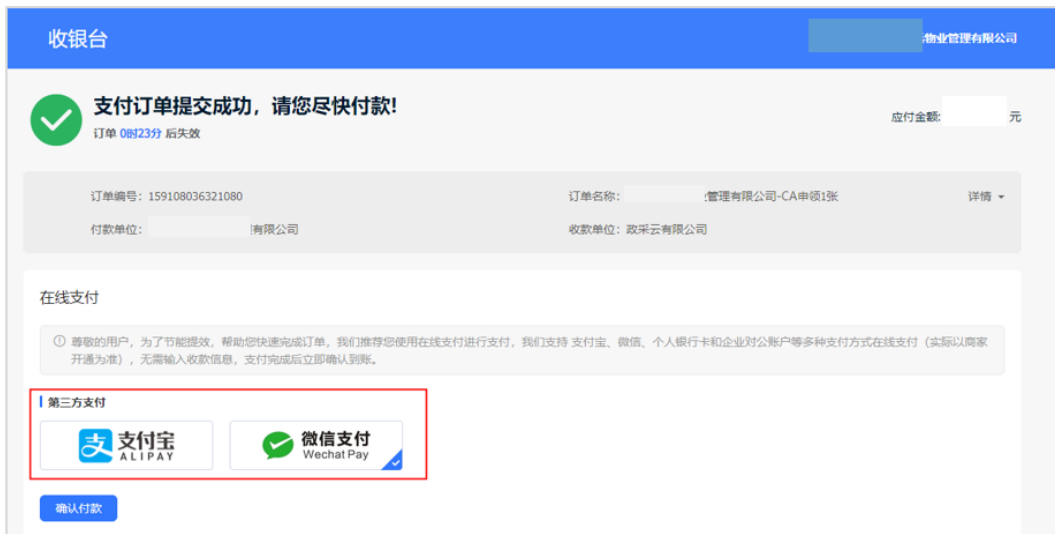 收银台
物业管理有限公司
支付订单提交成功，请您尽快付款!
订单 0时23分 后失效
应付金额: 元
订单编号：159108036321080
订单名称： 管理有限公司-CA申领1张
详情
付款单位： 有限公司
收款单位：政采云有限公司
在线支付
尊敬的用户，为了节能提效，帮助您快速完成订单，我们推荐您使用在线支付进行支付，我们支持 支付宝、微信、个人银行卡和企业对公账户等多种支付方式在线支付（实际以商家
开通为准），无需输入收款信息，支付完成后立即确认到账。
第三方支付
支 支付宝
ALIPAY
微信支付
Wechat Pay
确认付款